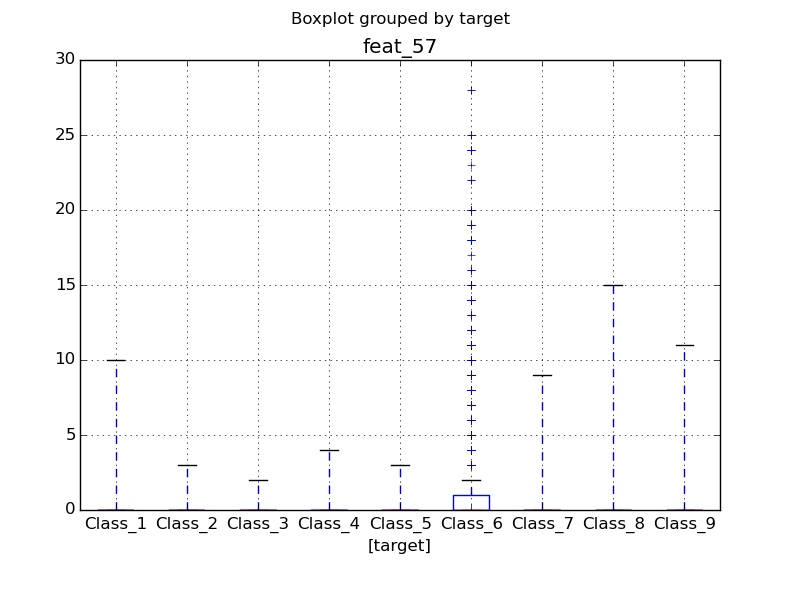 Boxplot grouped by target
feat_57
30
25
20
15
10
5
0
Class_1 Class_2 Class_3 Class_4 Class_5 Class_6 Class_7 Class_8 Class_9
[target]